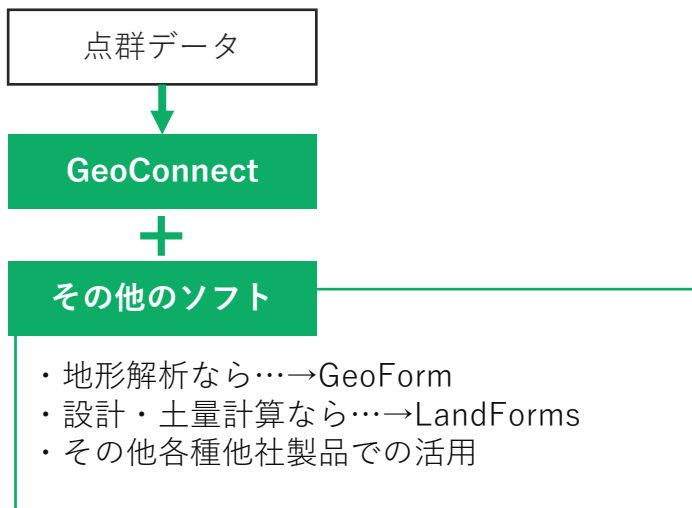 点群データ
GeoConnect
その他のソフト
・地形解析なら…→GeoForm
・設計・土量計算なら…→LandForms
・その他各種他社製品での活用